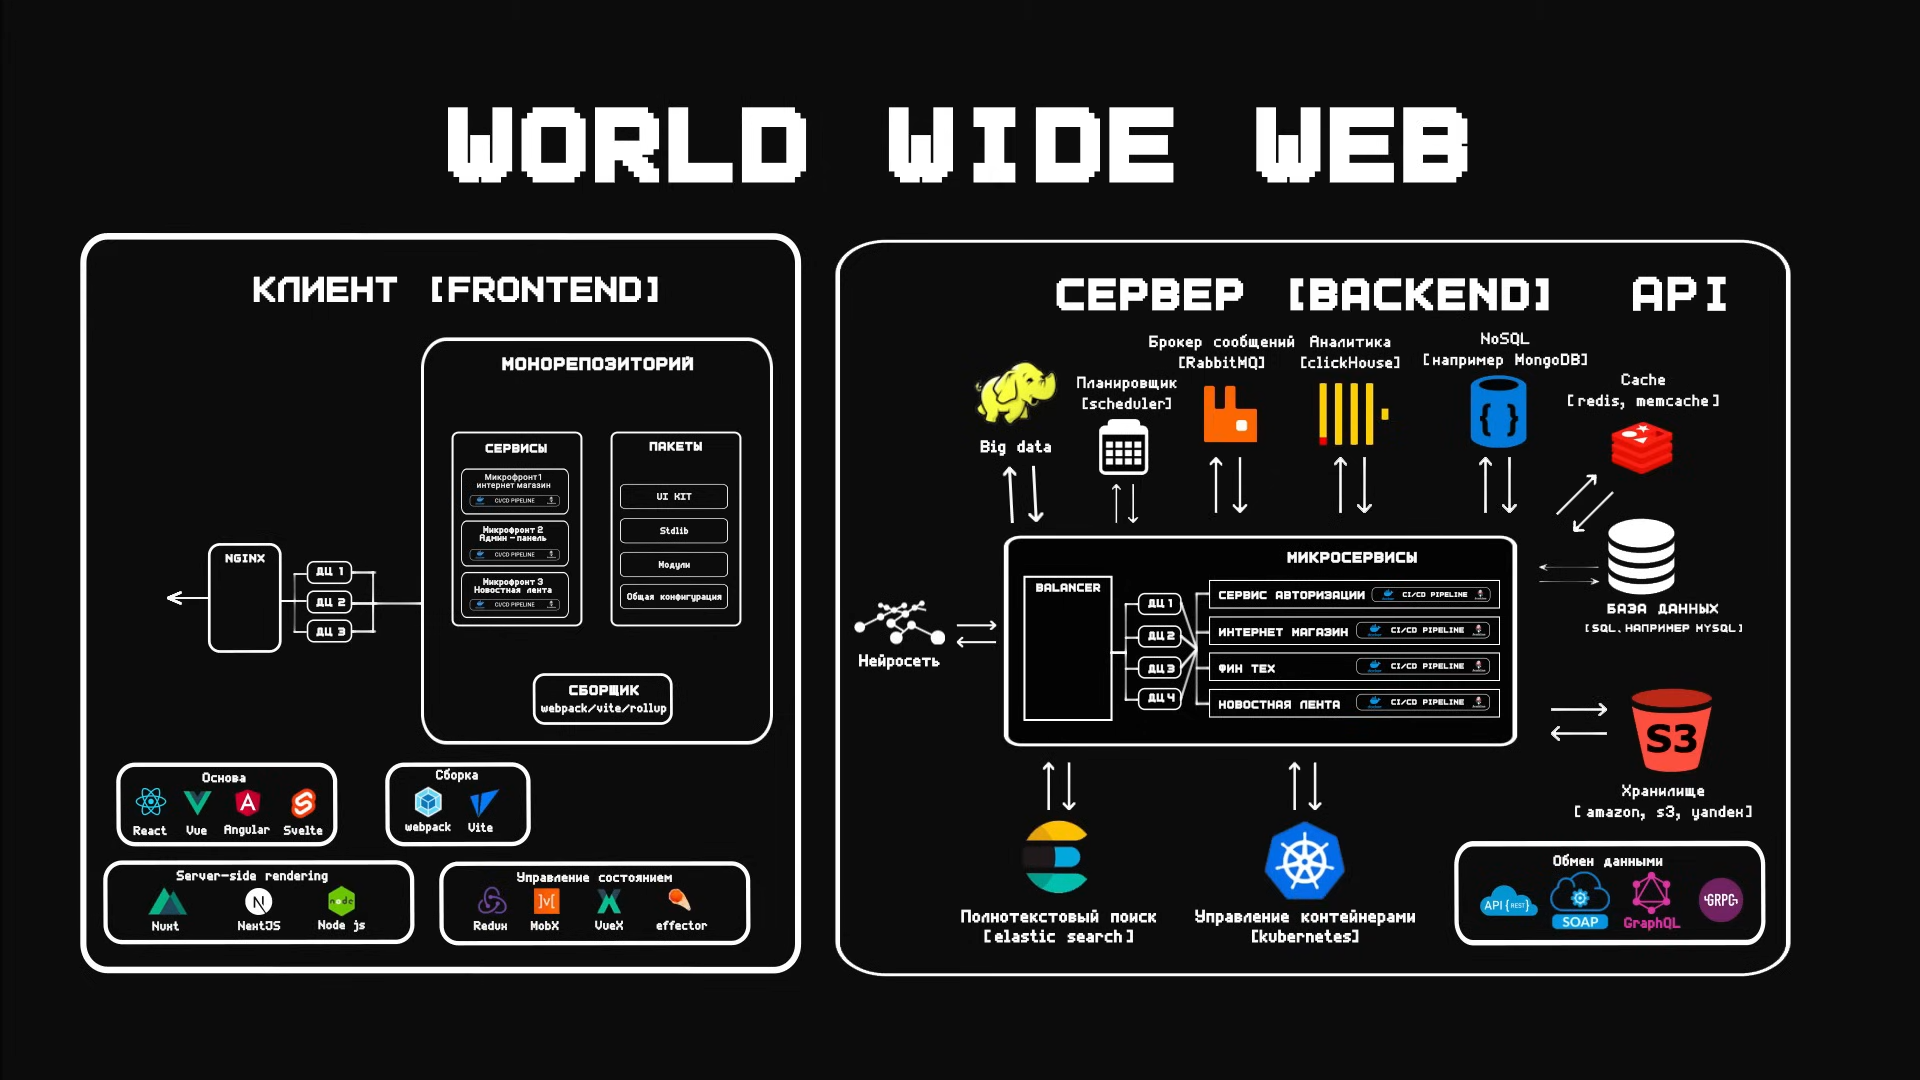 WORLD WIDE WEB
КЛИЕНТ [FRONTEND]
МОНОРЕПОЗИТОРИЙ
СЕРВИСЫ
Микрофронт1
интернет магазин
CI/CD PIPELINE
Микрофронт 2
Админ-панель
CI/CD PIPELINE
Микрофронт 3
Новостная лента
CI/CD PIPELINE
ПАКЕТЫ
UI KIT
Stdlib
Модули
Общая конфигурация
СБОРЩИК
webpack/vite/rollup
NGINX
ДЦ 1
ДЦ 2
ДЦ 3
Основа
React
Vue
Angular
Svelte
Сборка
webpack
Vite
Server-side rendering
Nuxt
NextJS
Node js
Управление состоянием
Redux
MobX
VueX
effector
СЕРВЕР [BACKEND] API
Big data
Планировщик
[scheduler]
Брокер сообщений
[RabbitMQ]
Аналитика
[clickHouse]
NoSQL
[например MongoDB]
Cache
[redis, memcache]
БАЗА ДАННЫХ
[SQL, НАПРИМЕР MYSQL]
Нейросеть
МИКРОСЕРВИСЫ
BALANCER
ДЦ 1
ДЦ 2
ДЦ 3
ДЦ 4
СЕРВИС АВТОРИЗАЦИИ CI/CD PIPELINE
ИНТЕРНЕТ МАГАЗИН CI/CD PIPELINE
ФИН ТЕХ CI/CD PIPELINE
НОВОСТНАЯ ЛЕНТА CI/CD PIPELINE
S3
Хранилище
[amazon, s3, yandex]
Полнотекстовый поиск
[elastic search]
Управление контейнерами
[kubernetes]
Обмен данными
API {REST}
SOAP
GraphQL
GRPC